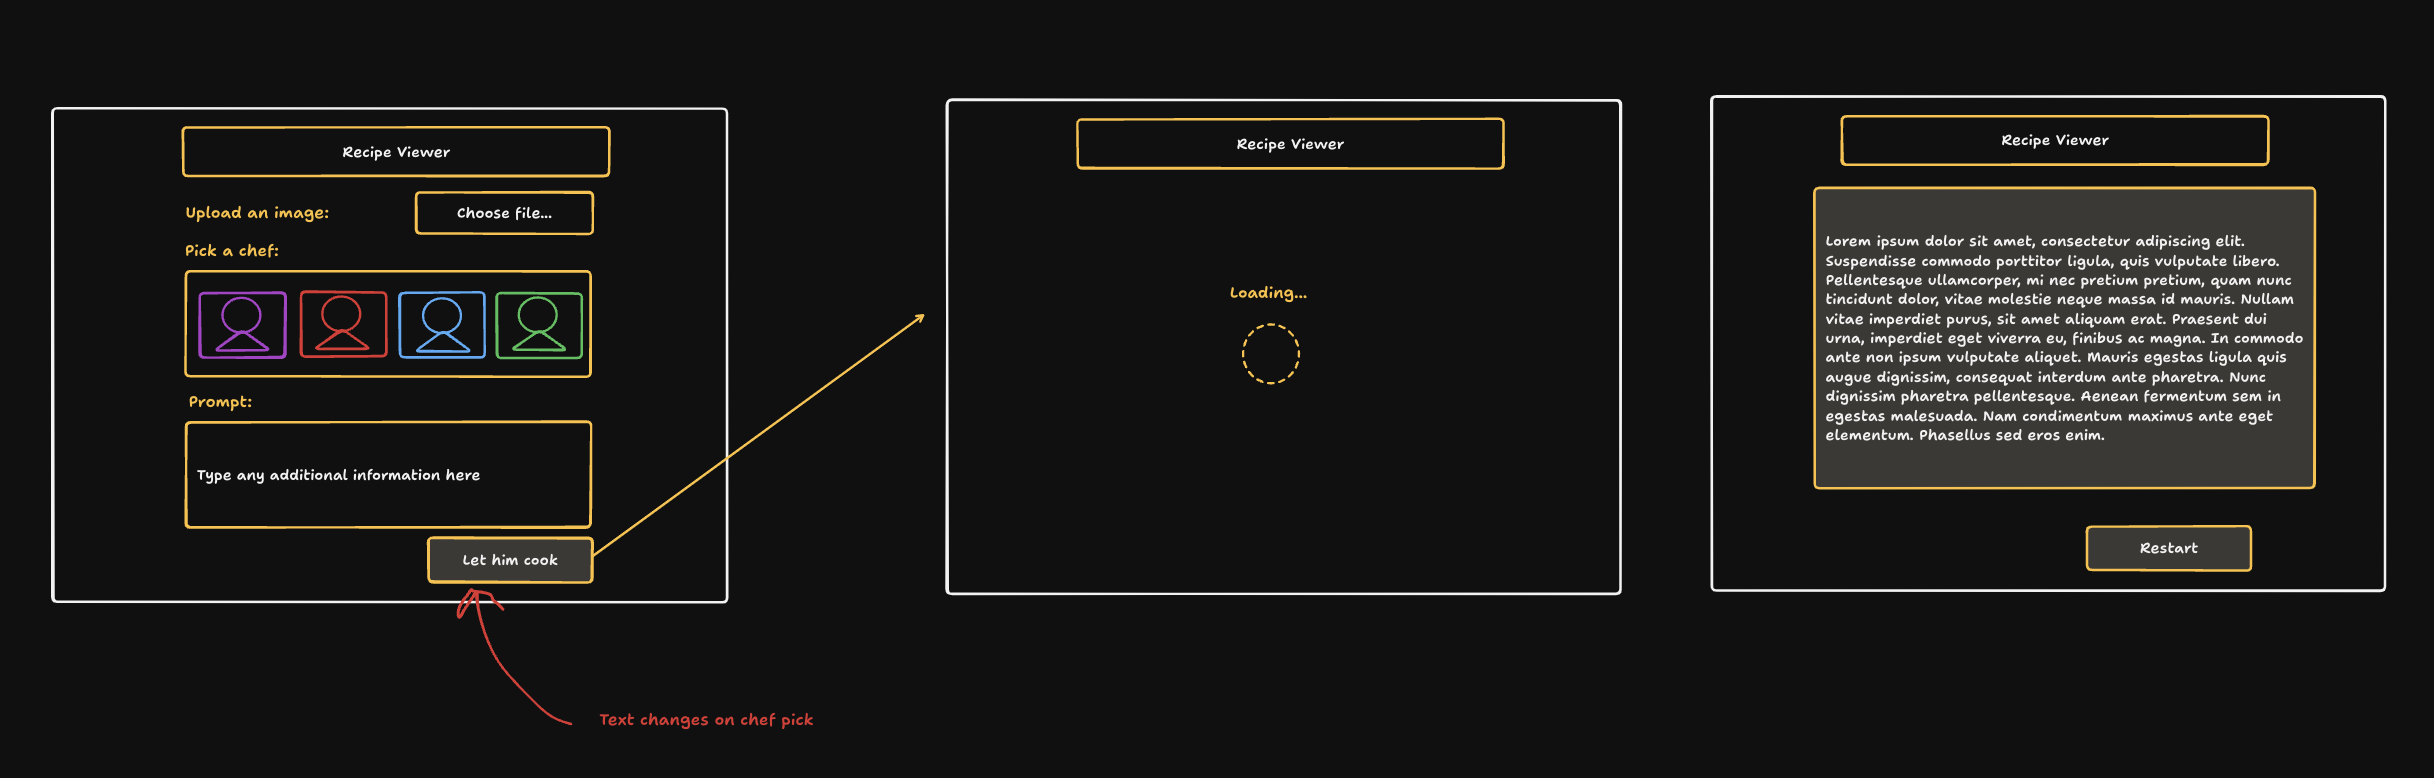 Recipe Viewer
Upload an image:
Choose file...
Pick a chef:
Prompt:
Type any additional information here
Let him cook
Text changes on chef pick
Recipe Viewer
Loading...
Recipe Viewer
Lorem ipsum dolor sit amet, consectetur adipiscing elit.
Suspendisse commodo porttitor ligula, quis vulputate libero.
Pellentesque ullamcorper, mi nec pretium pretium, quam nunc
tincidunt dolor, vitae molestie neque massa id mauris. Nullam
vitae imperdiet purus, sit amet aliquam erat. Praesent dui
urna, imperdiet eget viverra eu, finibus ac magna. In commodo
ante non ipsum vulputate aliquet. Mauris egestas ligula quis
augue dignissim, consequat interdum ante pharetra. Nunc
dignissim pharetra pellentesque. Aenean fermentum sem in
egestas malesuada. Nam condimentum maximus ante eget
elementum. Phasellus sed eros enim.
Restart